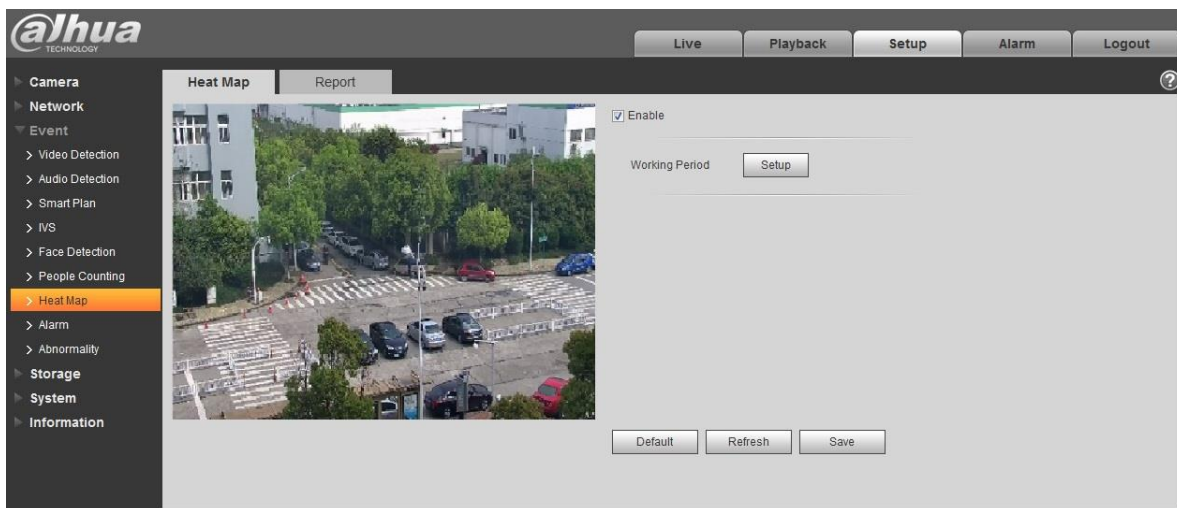 alhua
TECHNOLOGY
Live Playback Setup Alarm Logout
Camera
Network
Event
Video Detection
Audio Detection
Smart Plan
IVS
Face Detection
People Counting
Heat Map
Alarm
Abnormality
Storage
System
Information
Heat Map Report
?
Enable
Working Period Setup
Default Refresh Save